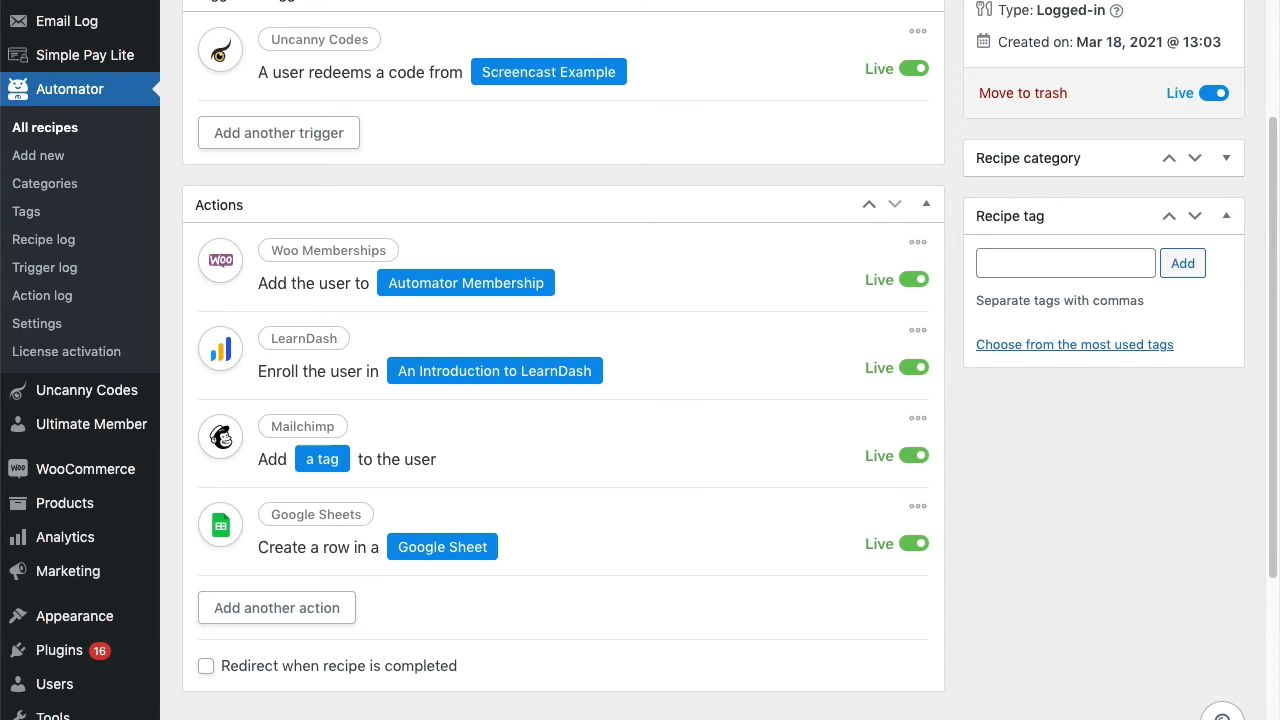 Email Log
Simple Pay Lite
Automator
All recipes
Add new
Categories
Tags
Recipe log
Trigger log
Action log
Settings
License activation
Uncanny Codes
Ultimate Member
WooCommerce
Products
Analytics
Marketing
Appearance
Plugins 16
Users
Tools
Uncanny Codes
A user redeems a code from Screencast Example
Live
Add another trigger
Actions
Woo Memberships
Add the user to Automator Membership
Live
LearnDash
Enroll the user in An Introduction to LearnDash
Live
Mailchimp
Add a tag to the user
Live
Google Sheets
Create a row in a Google Sheet
Live
Add another action
Redirect when recipe is completed
Type: Logged-in
Created on: Mar 18, 2021 @ 13:03
Move to trash Live
Recipe category
Recipe tag
Add
Separate tags with commas
Choose from the most used tags